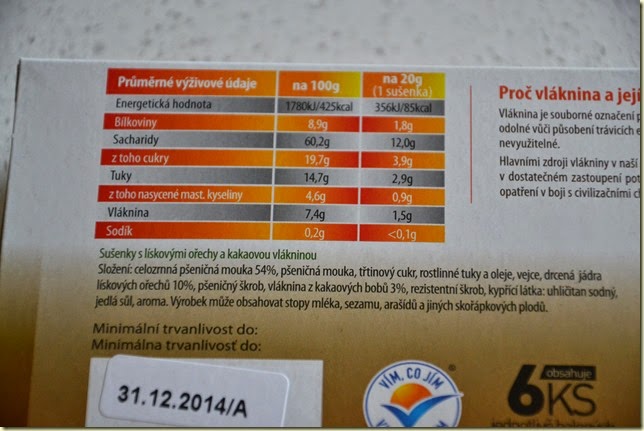 Průměrné výživové údaje na 100g na 20g (1 sušenka)
Energetická hodnota 1780kJ/425kcal 356kJ/85kcal
Bílkoviny 8,9g 1,8g
Sacharidy 60,2g 12,0g
z toho cukry 19,7g 3,9g
Tuky 14,7g 2,9g
z toho nasycené mast. kyseliny 4,6g 0,9g
Vláknina 7,4g 1,5g
Sodík 0,2g <0,1g
Sušenky s lískovými ořechy a kakaovou vlákninou
Složení: celozrnná pšeničná mouka 54%, pšeničná mouka, třtinový cukr, rostlinné tuky a oleje, vejce, drcená jádra
lískových ořechů 10%, pšeničný škrob, vláknina z kakaových bobů 3%, rezistentní škrob, kypřicí látka: uhličitan sodný,
jedlá sůl, aroma. Výrobek může obsahovat stopy mléka, sezamu, arašídů a jiných skořápkových plodů.
Minimální trvanlivost do:
Minimálna trvanlivosť do:
31.12.2014/A
Proč vláknina a její
Vláknina je souborné označení
odolné vůči působení trávicích
nevyužitelné.
Hlavními zdroji vlákniny v naší
v dostatečném zastoupení
opatření v boji s civilizačními
VÍM, CO JÍM
obsahuje
6KS